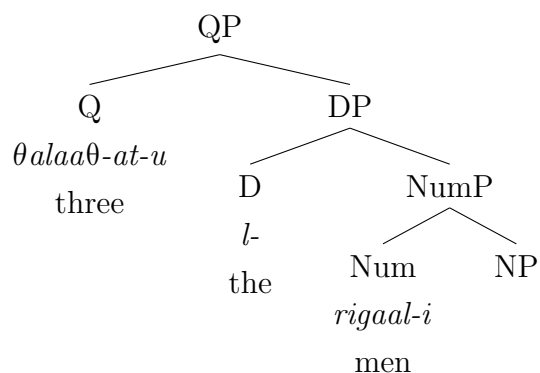 QP
Q DP
θalaaθ-at-u
three
D NumP
l-
the
Num NP
rigaal-i
men